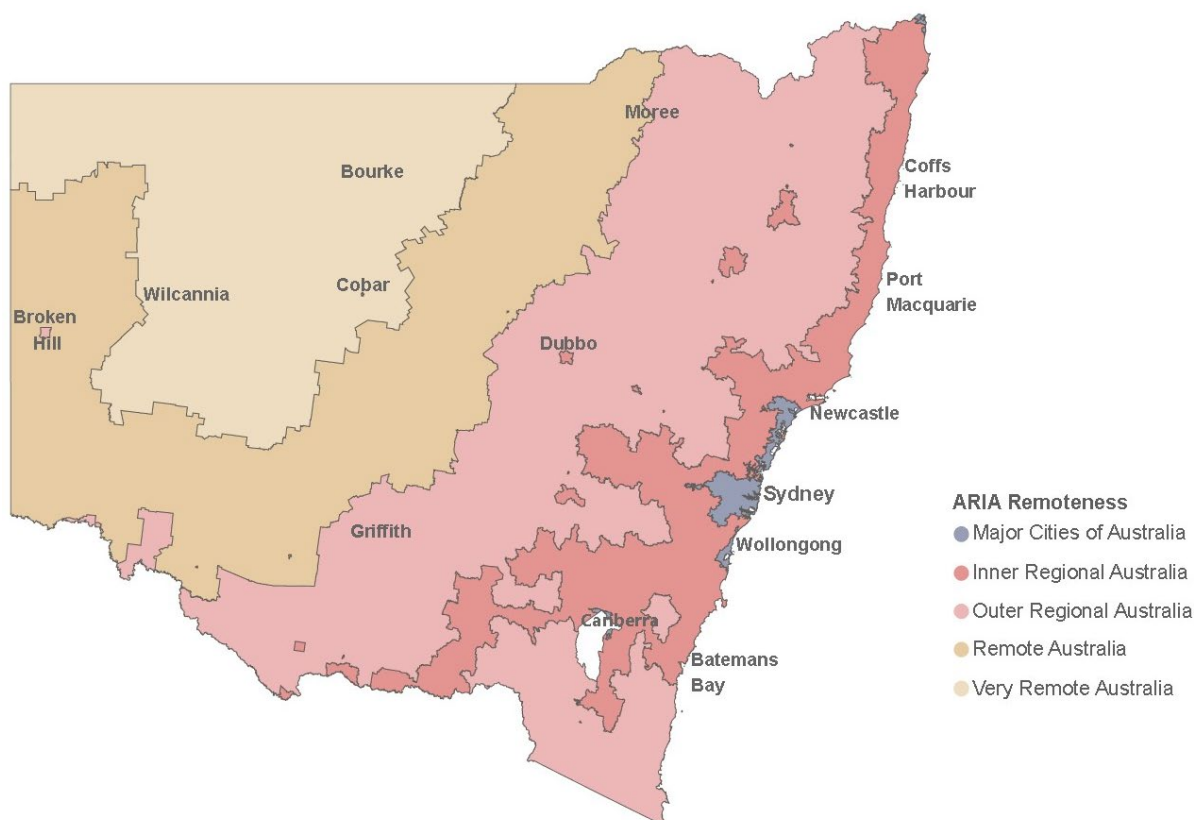 Moree
Bourke
Coffs
Harbour
Cobar
Wilcannia
Port
Macquarie
Broken
Hill
Dubbo
Newcastle
Sydney
Griffith
Wollongong
Canberra
Batemans
Bay
ARIA Remoteness
Major Cities of Australia
Inner Regional Australia
Outer Regional Australia
Remote Australia
Very Remote Australia